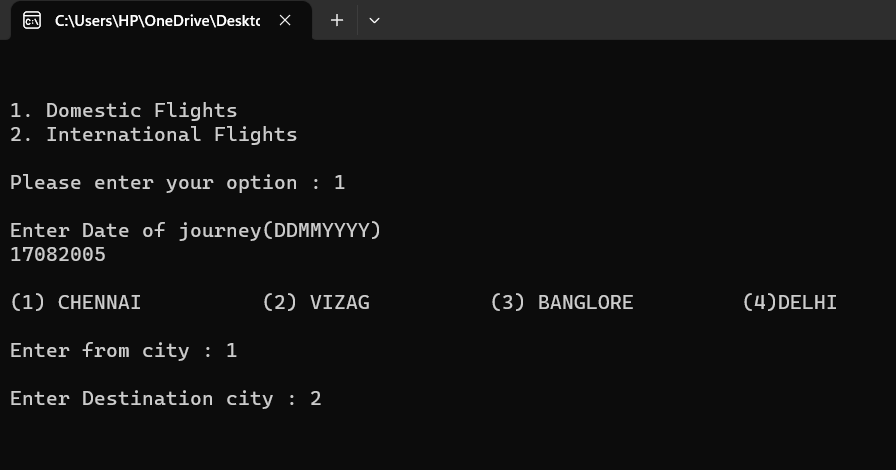 C:\Users\HP\OneDrive\Deskto
1. Domestic Flights
2. International Flights
Please enter your option : 1
Enter Date of journey(DDMMYYYY)
17082005
(1) CHENNAI (2) VIZAG (3) BANGLORE (4)DELHI
Enter from city : 1
Enter Destination city : 2